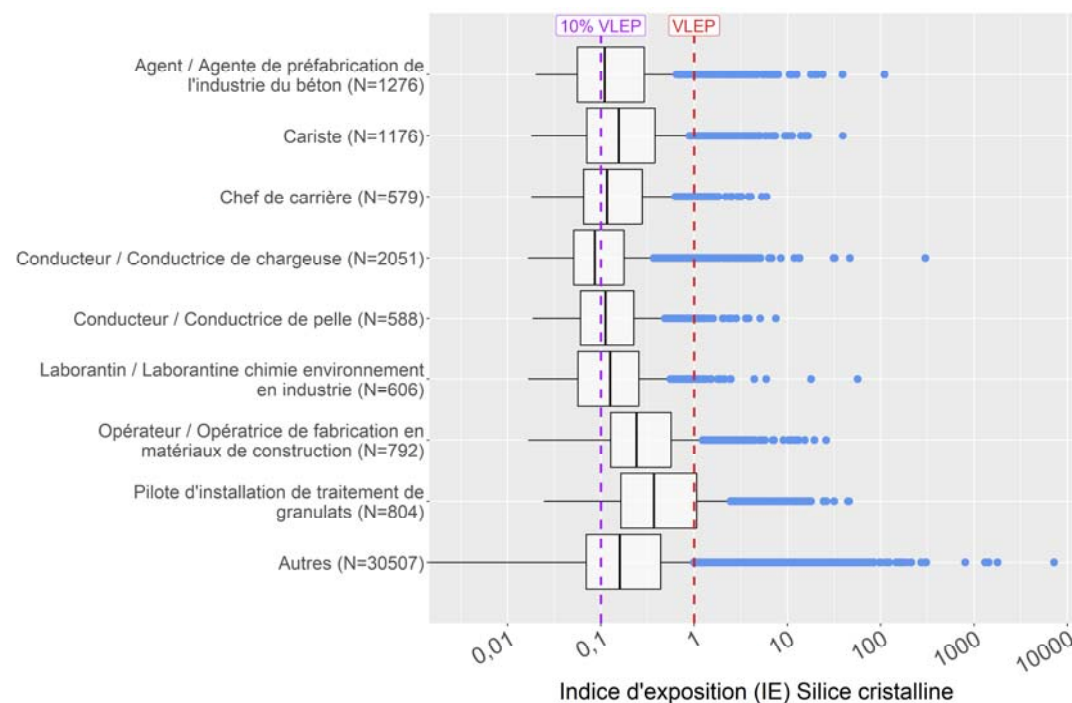 10% VLEP
VLEP
Agent / Agente de préfabrication de
l'industrie du béton (N=1276)
Cariste (N=1176)
Chef de carrière (N=579)
Conducteur / Conductrice de chargeuse (N=2051)
Conducteur / Conductrice de pelle (N=588)
Laborantin / Laborantine chimie environnement
en industrie (N=606)
Opérateur / Opératrice de fabrication en
matériaux de construction (N=792)
Pilote d'installation de traitement de
granulats (N=804)
Autres (N=30507)
0,01
0,1
1
10
100
1000
10000
Indice d'exposition (IE) Silice cristalline